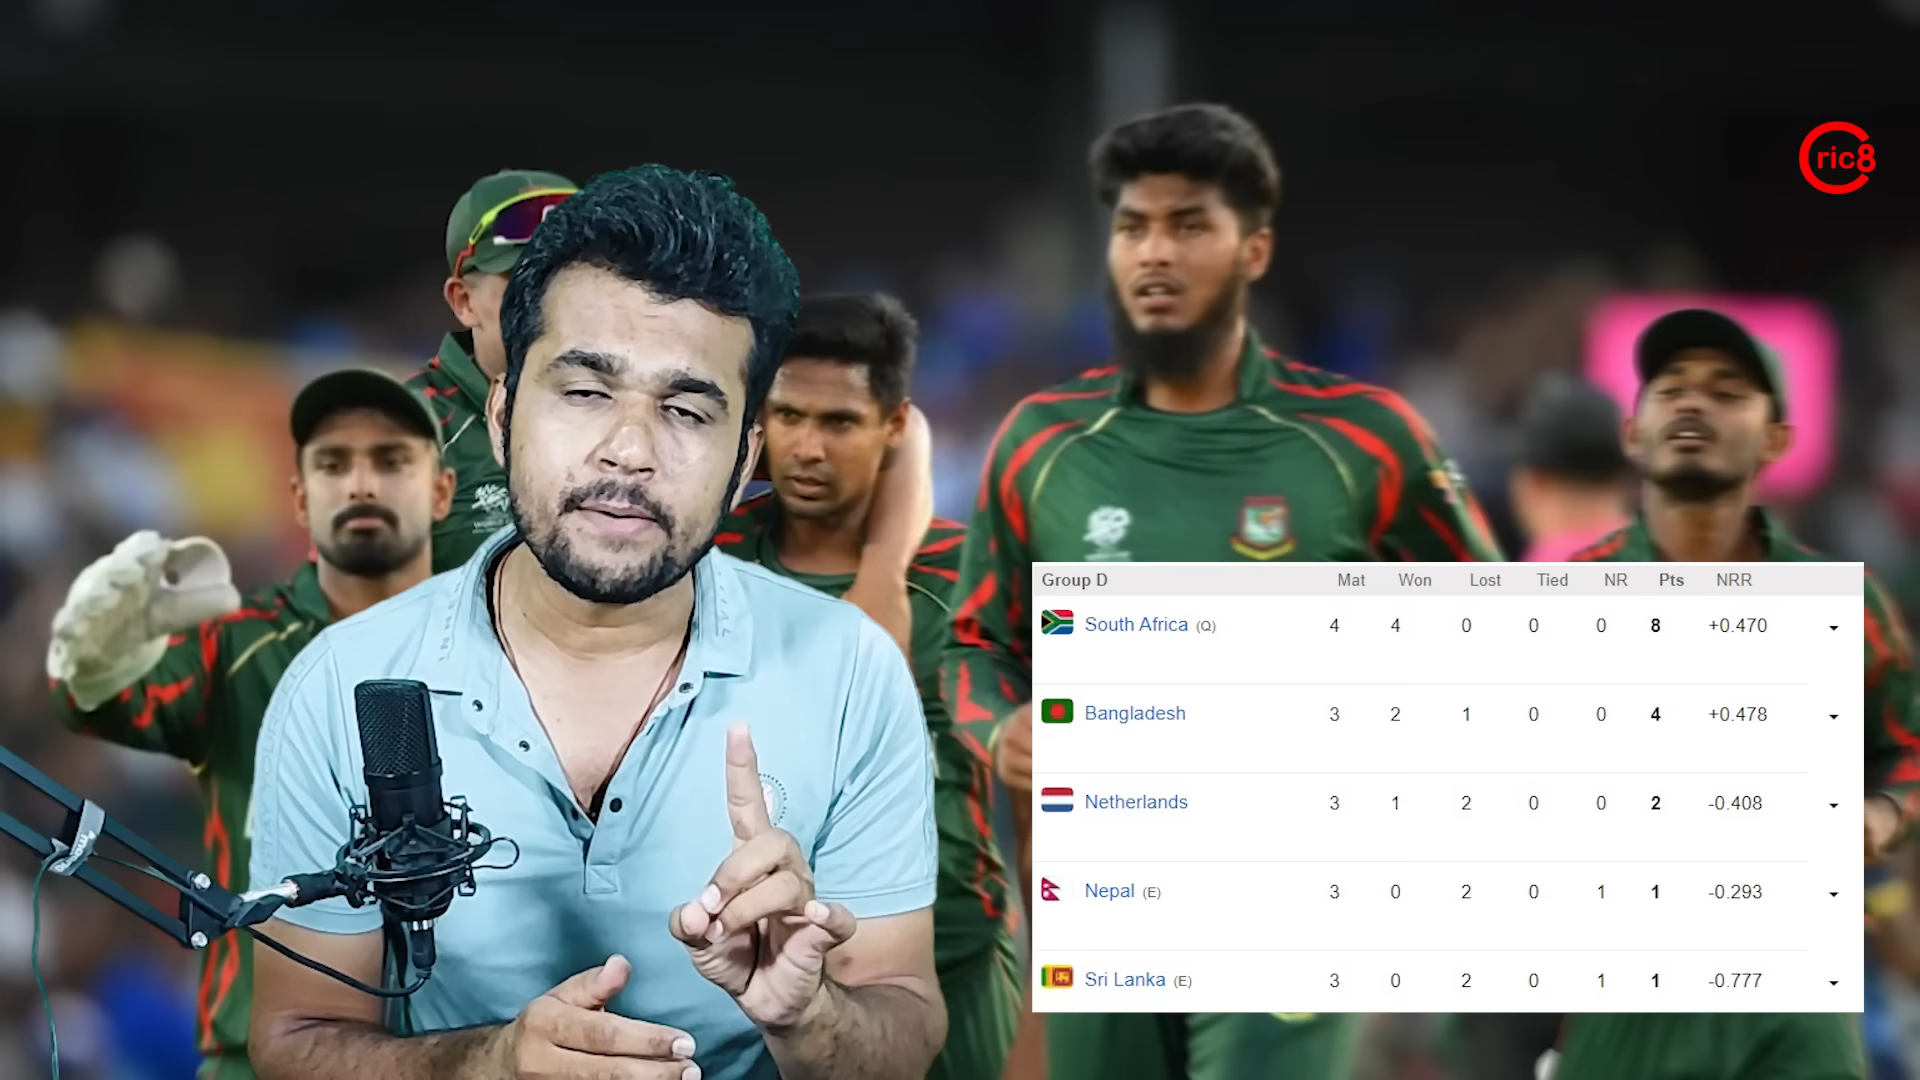 Cric8
Group D Mat Won Lost Tied NR Pts NRR
South Africa (Q) 4 4 0 0 0 8 +0.470
Bangladesh 3 2 1 0 0 4 +0.478
Netherlands 3 1 2 0 0 2 -0.408
Nepal (E) 3 0 2 0 1 1 -0.293
Sri Lanka (E) 3 0 2 0 1 1 -0.777